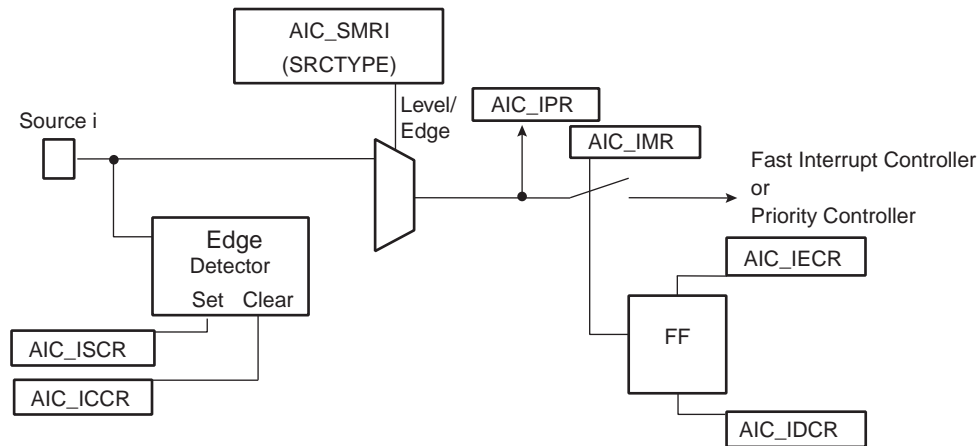 AIC_SMRI
(SRCTYPE)
Level/
Edge
AIC_IPR
AIC_IMR
Source i
Fast Interrupt Controller
or
Priority Controller
Edge
Detector
Set Clear
AIC_IECR
FF
AIC_ISCR
AIC_ICCR
AIC_IDCR